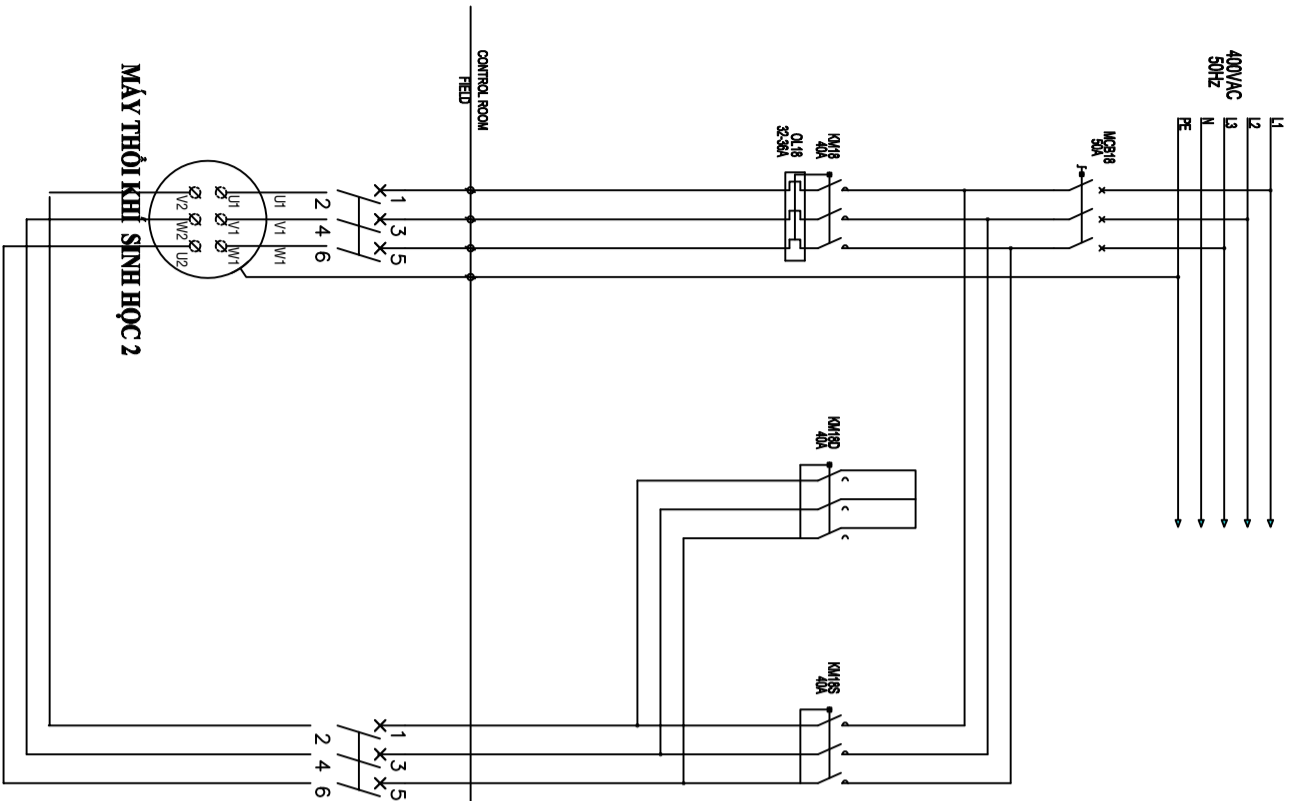 L1
L2
L3
N
PE
400VAC
50Hz
MCB18
50A
KM18
40A
OL18
32-36A
KM18D
40A
KM18S
40A
CONTROL ROOM
FIELD
1 3 5
2 4 6
U1 V1 W1
U1 V1 W1
V2 W2 U2
1 3 5
2 4 6
MÁY THỔI KHÍ SINH HỌC 2